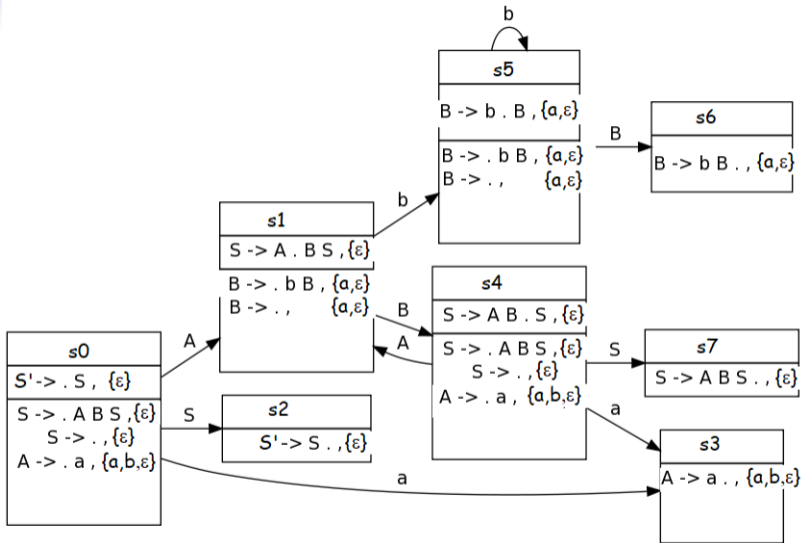 b
s5
B -> b . B , {a,ε}
B -> . b B , {a,ε}
B -> . , {a,ε}
B
s6
B -> b B . , {a,ε}
b
s1
S -> A . B S , {ε}
B -> . b B , {a,ε}
B -> . , {a,ε}
B
A
s4
S -> A B . S , {ε}
S -> . A B S , {ε}
S -> . , {ε}
A -> . a , {a,b,ε}
S
s7
S -> A B S . , {ε}
A
s0
S'-> . S , {ε}
S -> . A B S , {ε}
S -> . , {ε}
A -> . a , {a,b,ε}
S
s2
S'-> S . , {ε}
a
s3
A -> a . , {a,b,ε}
a